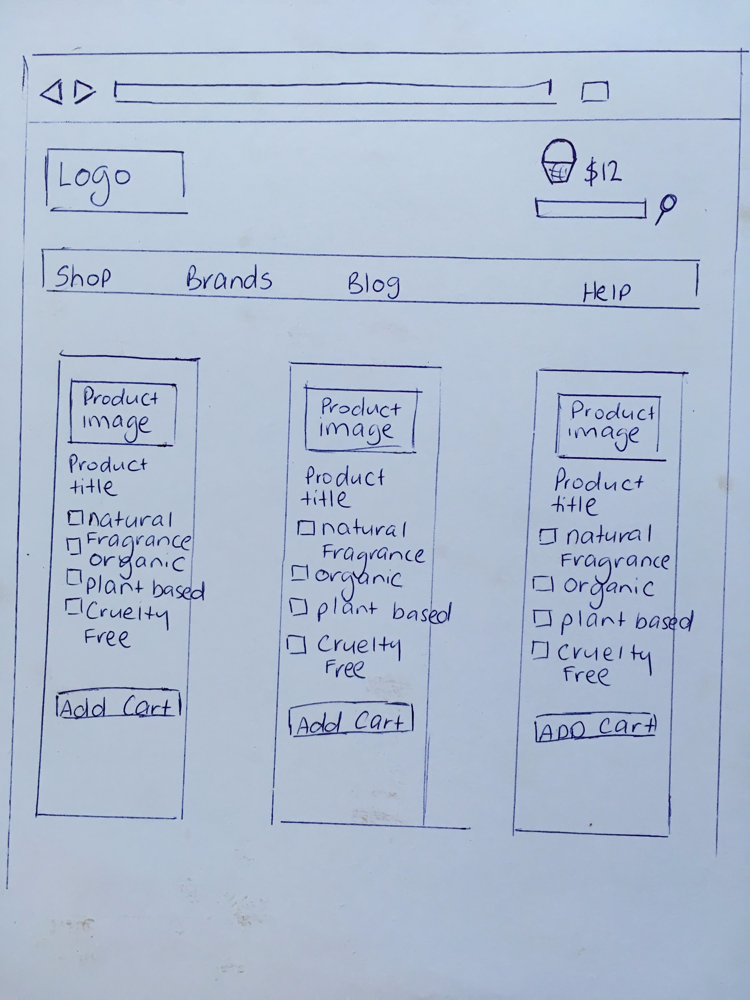 Logo
$12
Shop Brands Blog Help
Product
image
Product
title
natural
Fragrance
organic
plant based
Cruelty
Free
Add Cart
Product
image
Product
title
natural
Fragrance
organic
plant based
Cruelty
Free
Add Cart
Product
image
Product
title
natural
Fragrance
organic
plant based
Cruelty
Free
ADD Cart